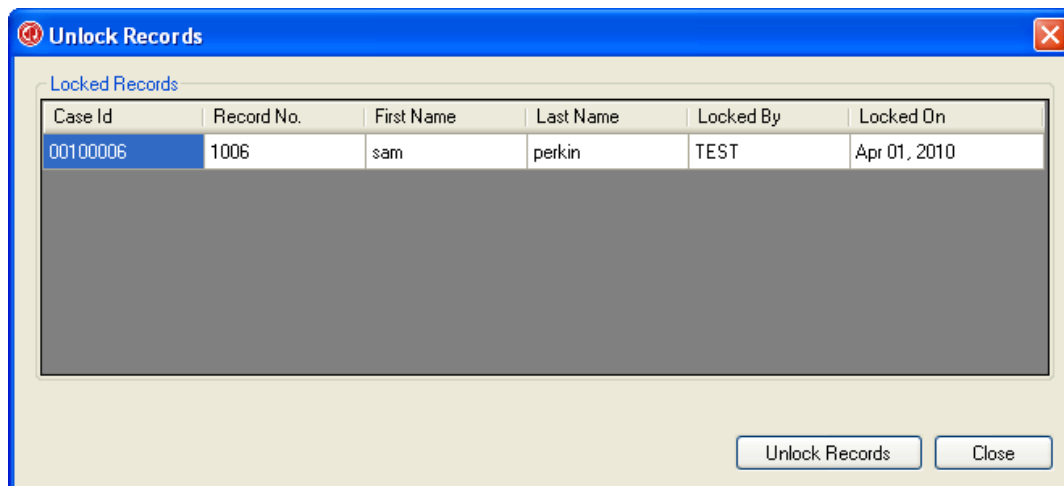 Unlock Records
Locked Records
Case Id Record No. First Name Last Name Locked By Locked On
00100006 1006 sam perkin TEST Apr 01, 2010
Unlock Records Close